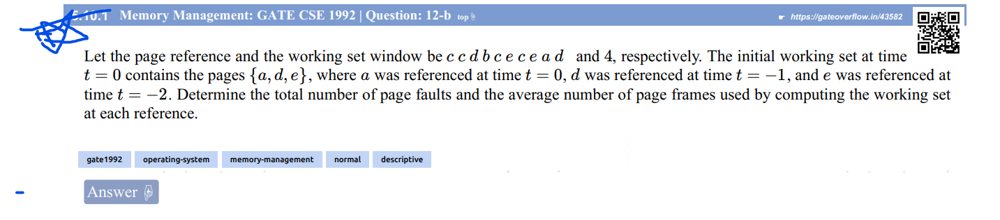 5.10.1 Memory Management: GATE CSE 1992 | Question: 12-b top☟ ☛ https://gateoverflow.in/43582
Let the page reference and the working set window be c c d b c e c e a d and 4, respectively. The initial working set at time
t = 0 contains the pages {a, d, e}, where a was referenced at time t = 0, d was referenced at time t = −1, and e was referenced at
time t = −2. Determine the total number of page faults and the average number of page frames used by computing the working set
at each reference.
gate1992 operating-system memory-management normal descriptive
Answer ☟